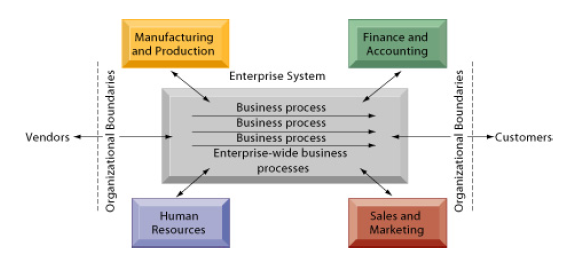 Manufacturing
and Production
Finance and
Accounting
Enterprise System
Organizational Boundaries
Organizational Boundaries
Business process
Business process
Business process
Vendors
Customers
Enterprise-wide business
processes
Human
Resources
Sales and
Marketing